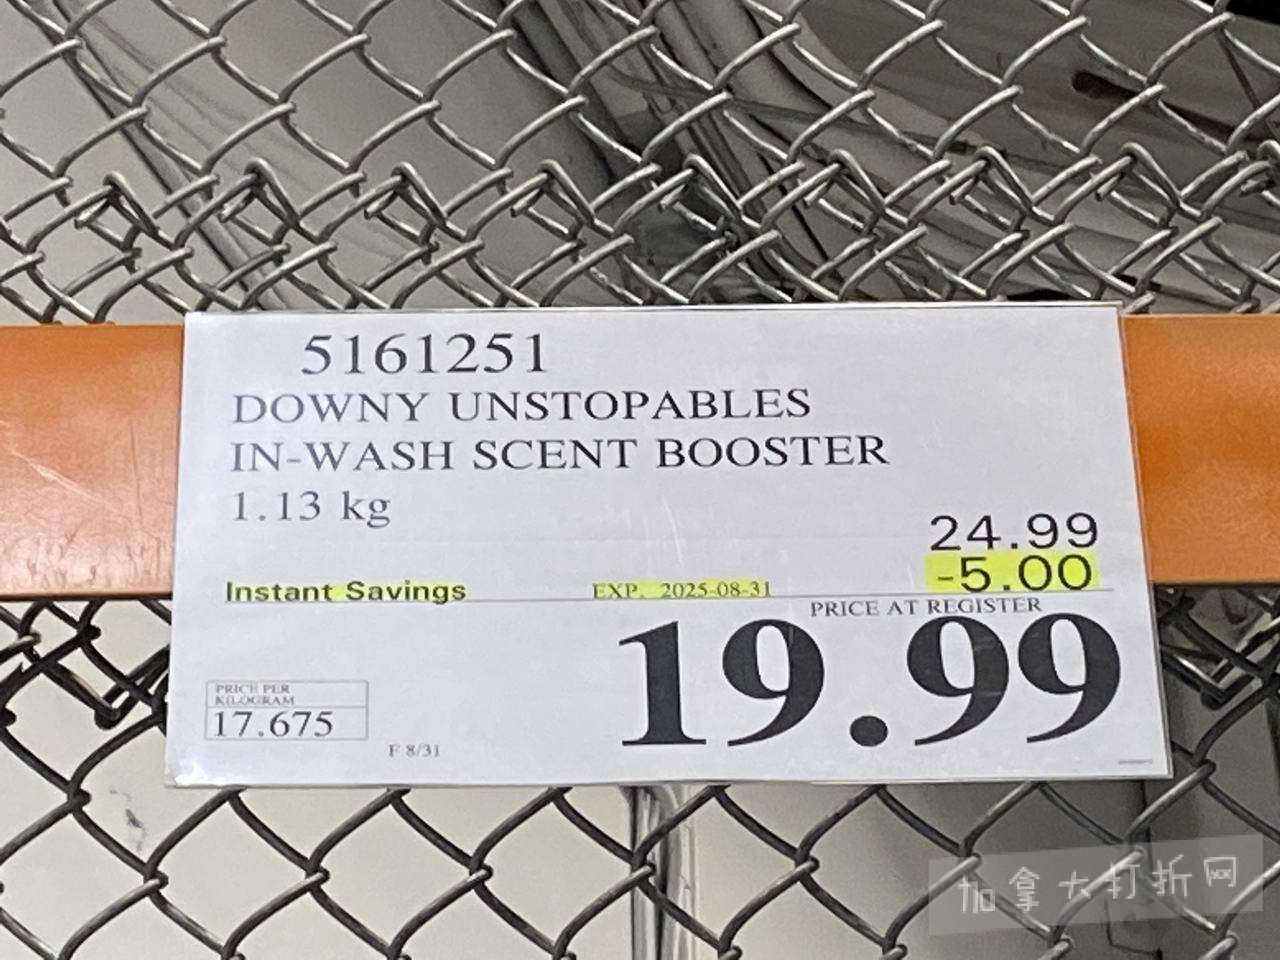 5161251
DOWNY UNSTOPABLES
IN-WASH SCENT BOOSTER
1.13 kg
24.99
Instant Savings EXP. 2025-08-31 -5.00
PRICE AT REGISTER
19.99
PRICE PER
KILOGRAM
17.675
F 8/31
加拿大打折网